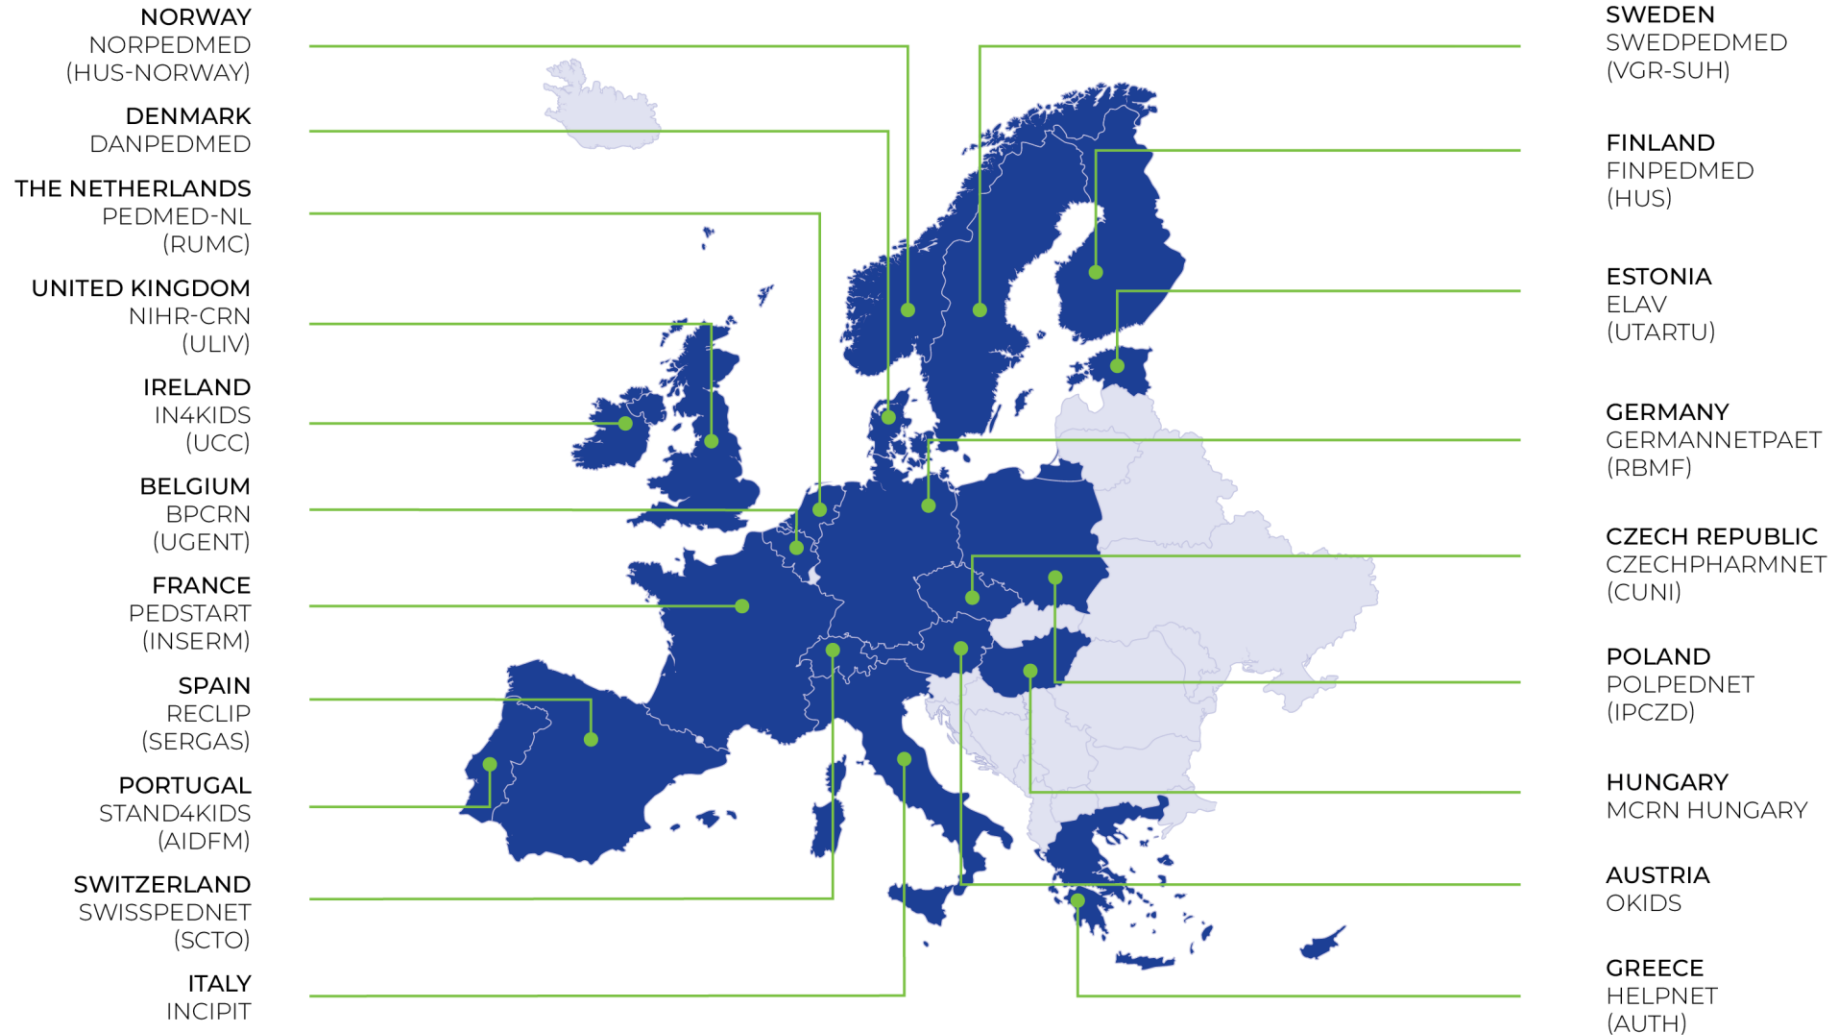 NORWAY
NORPEDMED
(HUS-NORWAY)
DENMARK
DANPEDMED
THE NETHERLANDS
PEDMED-NL
(RUMC)
UNITED KINGDOM
NIHR-CRN
(ULIV)
IRELAND
IN4KIDS
(UCC)
BELGIUM
BPCRN
(UGENT)
FRANCE
PEDSTART
(INSERM)
SPAIN
RECLIP
(SERGAS)
PORTUGAL
STAND4KIDS
(AIDFM)
SWITZERLAND
SWISSPEDNET
(SCTO)
ITALY
INCIPIT
SWEDEN
SWEDPEDMED
(VGR-SUH)
FINLAND
FINPEDMED
(HUS)
ESTONIA
ELAV
(UTARTU)
GERMANY
GERMANNETPAET
(RBMF)
CZECH REPUBLIC
CZECHPHARMNET
(CUNI)
POLAND
POLPEDNET
(IPCZD)
HUNGARY
MCRN HUNGARY
AUSTRIA
OKIDS
GREECE
HELPNET
(AUTH)